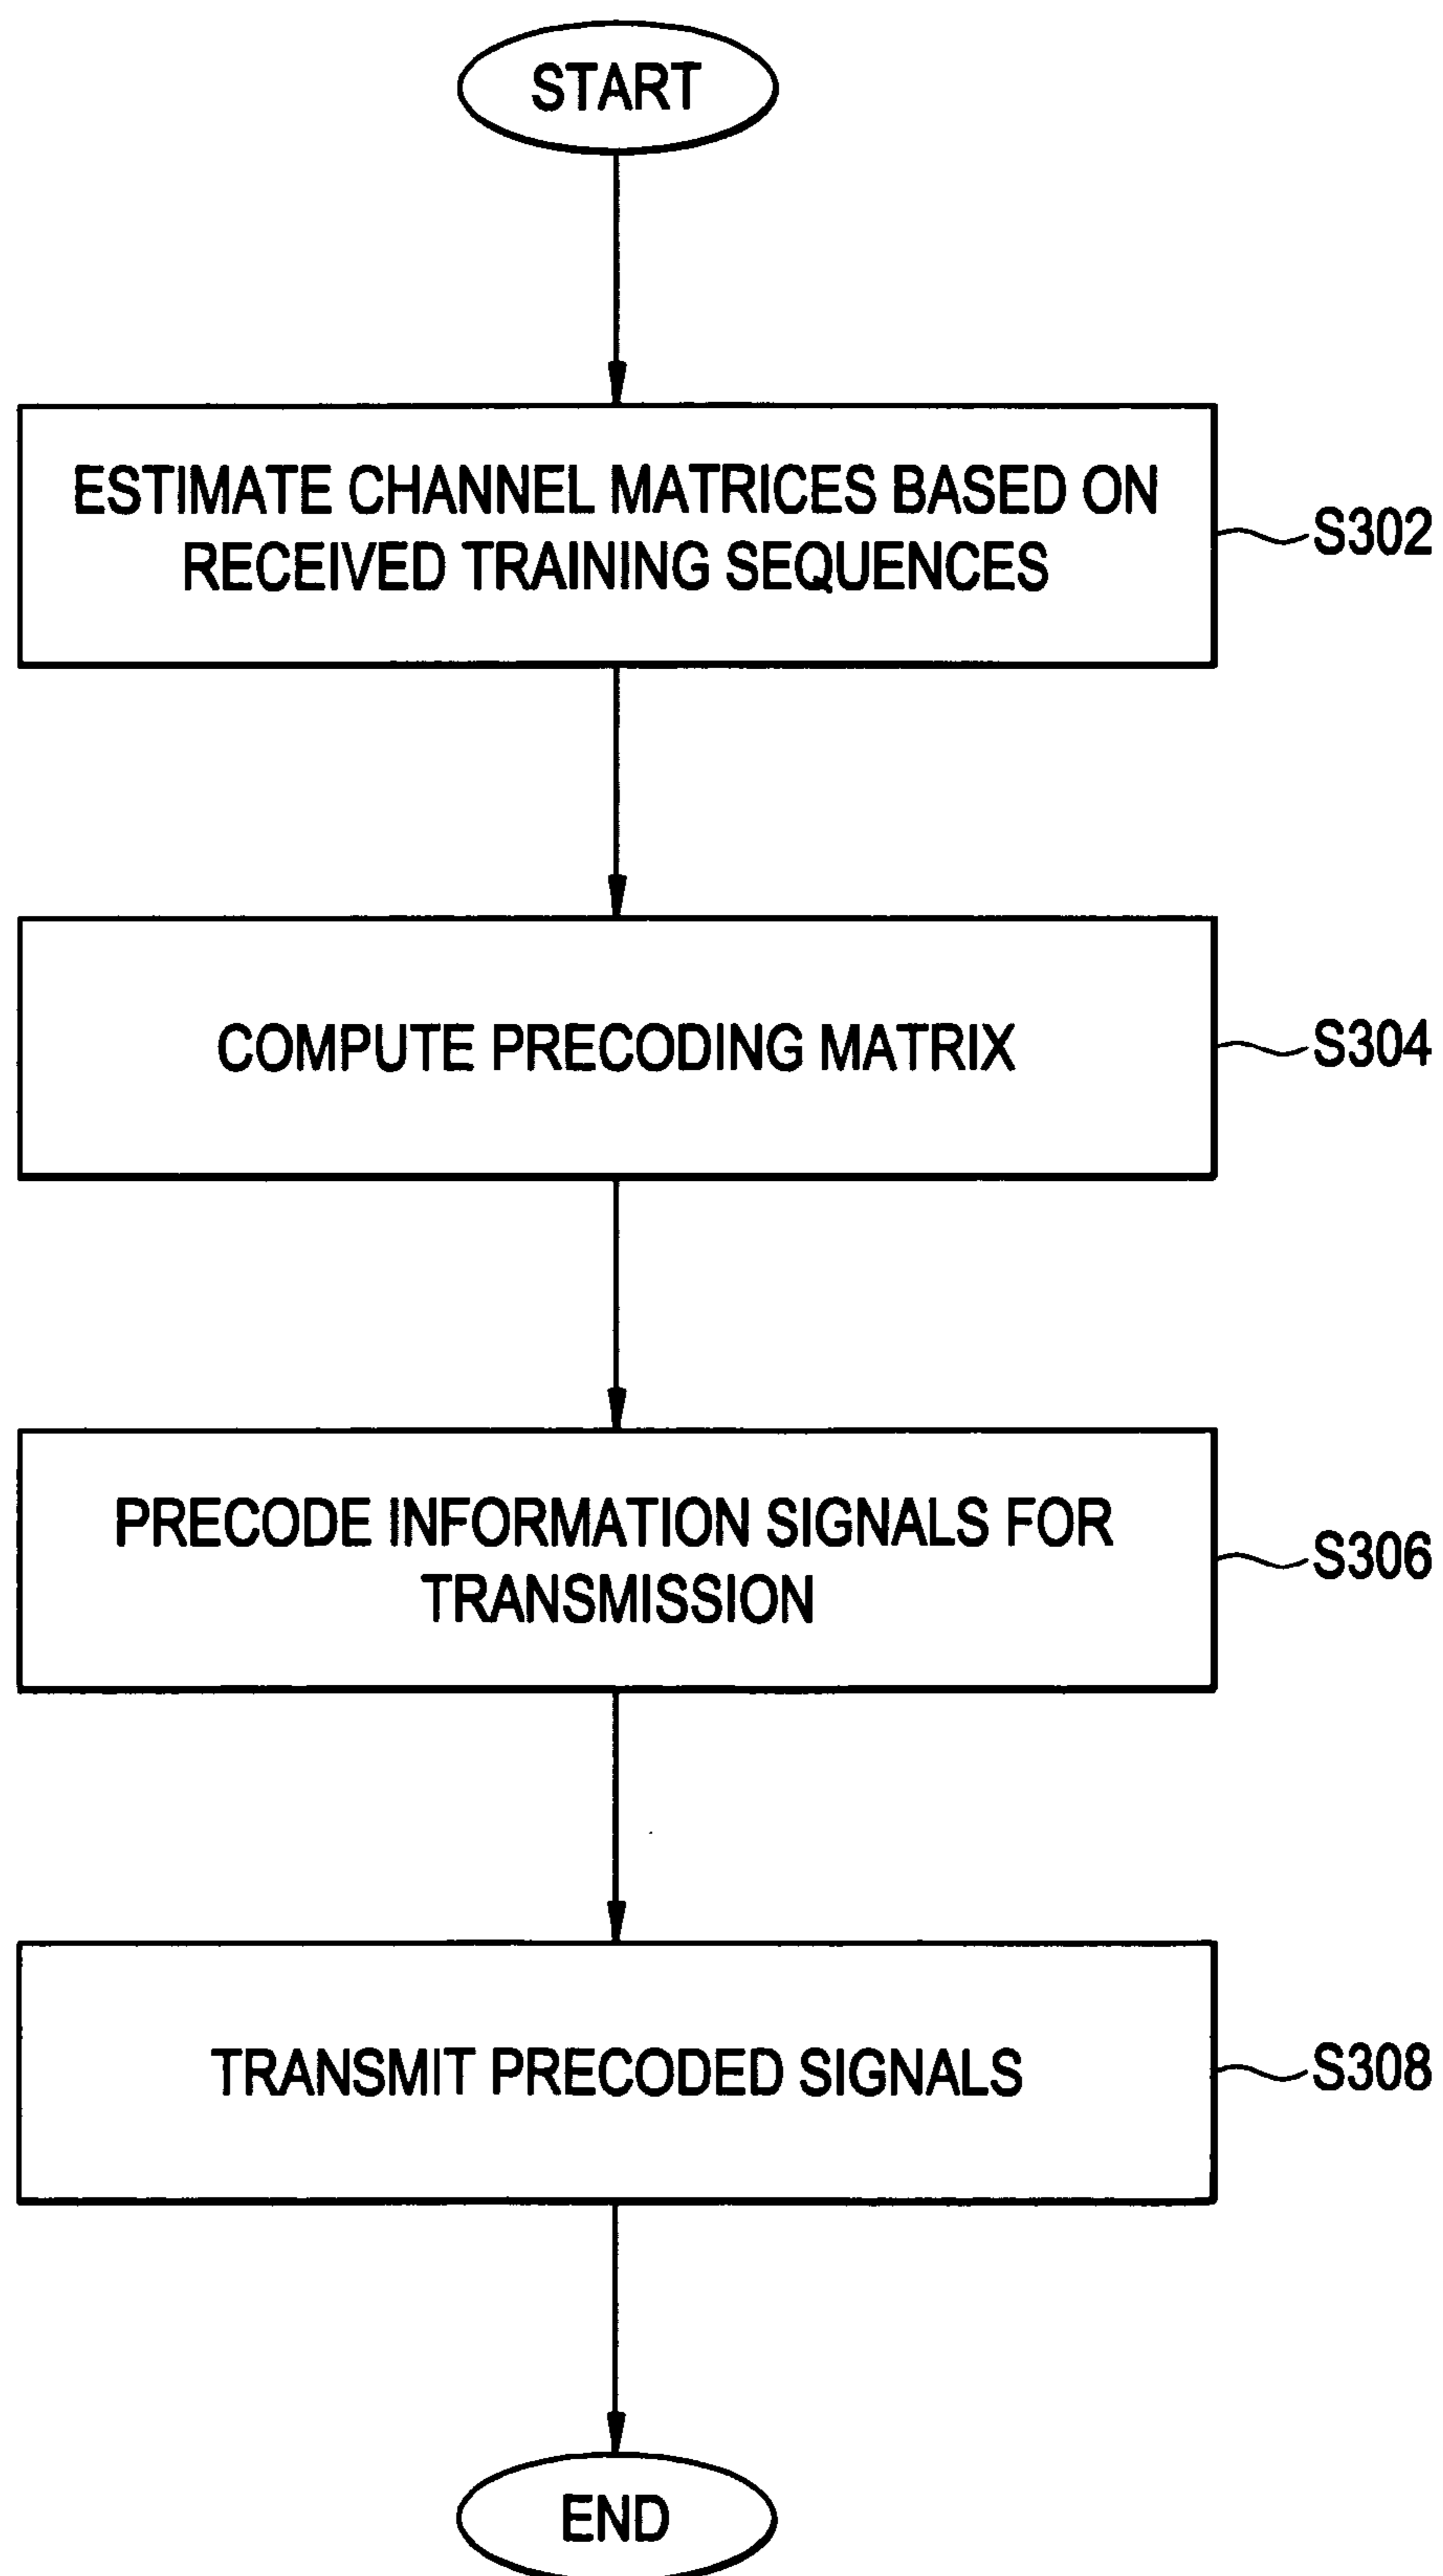 START
ESTIMATE CHANNEL MATRICES BASED ON
RECEIVED TRAINING SEQUENCES
S302
COMPUTE PRECODING MATRIX
S304
PRECODE INFORMATION SIGNALS FOR
TRANSMISSION
S306
TRANSMIT PRECODED SIGNALS
S308
END